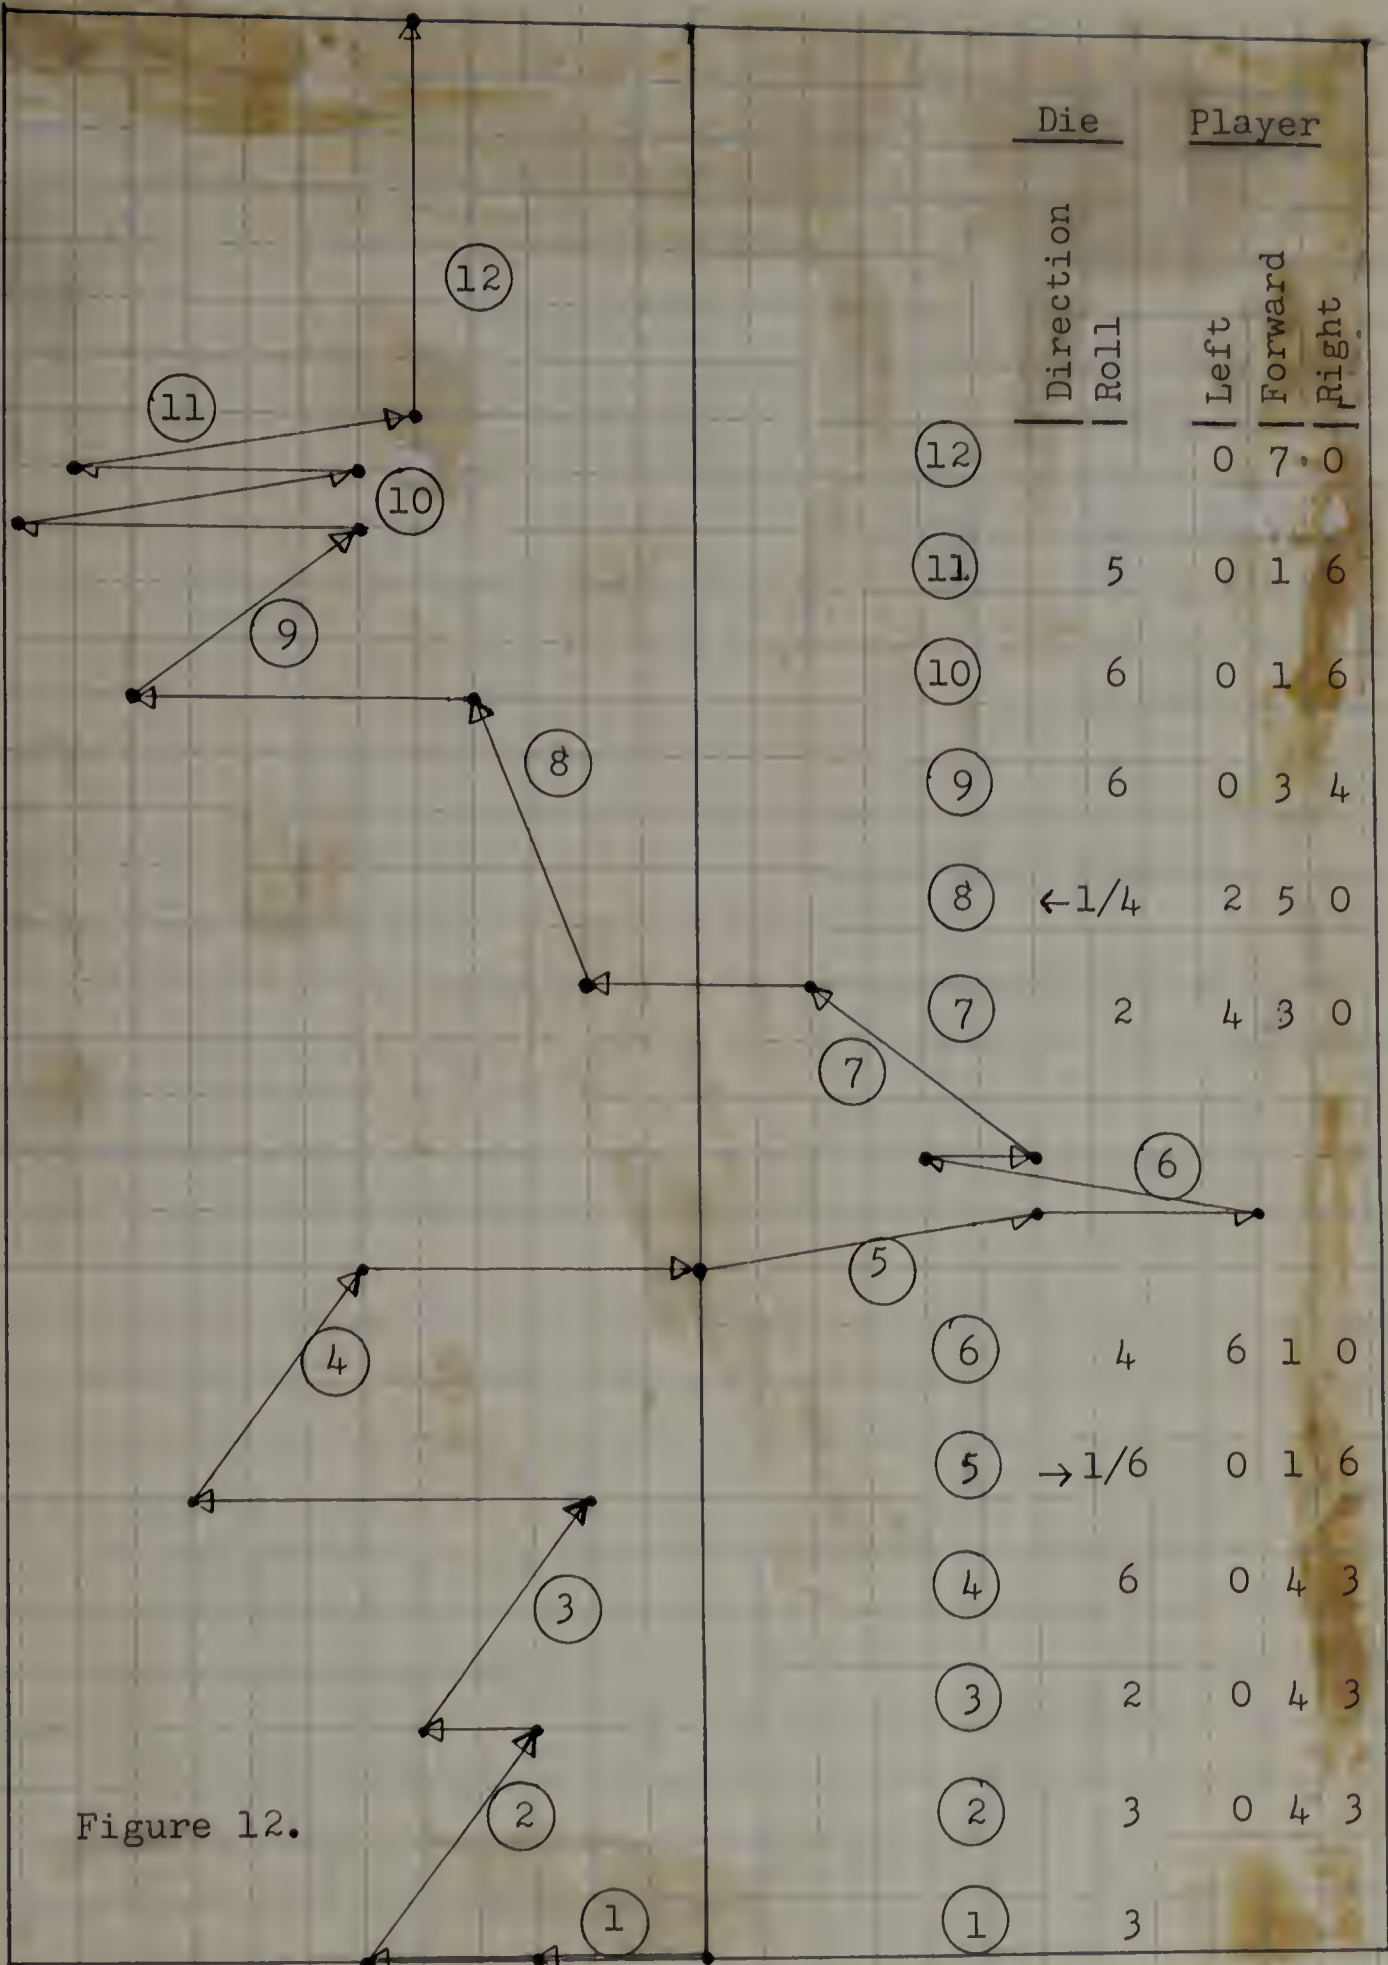 Die Player
Direction Roll Left Forward Right
12 0 7 0
11 5 0 1 6
10 6 0 1 6
9 6 0 3 4
8 ←1/4 2 5 0
7 2 4 3 0
6 4 6 1 0
5 →1/6 0 1 6
4 6 0 4 3
3 2 0 4 3
2 3 0 4 3
1 3
12
11
10
9
8
7
6
5
4
3
2
1
Figure 12.